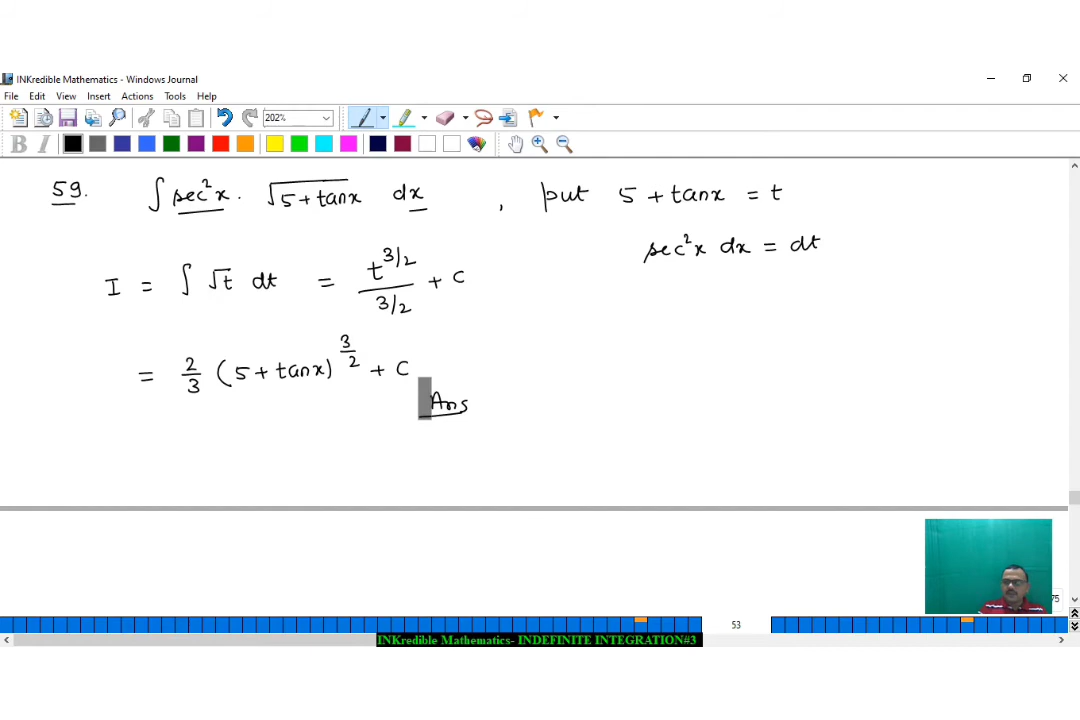 INKredible Mathematics - Windows Journal
File Edit View Insert Actions Tools Help
202%
B I
59. ∫ sec²x · √(5+tanx) dx , put 5 + tanx = t
sec²x dx = dt
I = ∫ √t dt = t^(3/2) / (3/2) + c
= 2/3 (5 + tanx)^(3/2) + c
Ans
75
53
INKredible Mathematics- INDEFINITE INTEGRATION#3